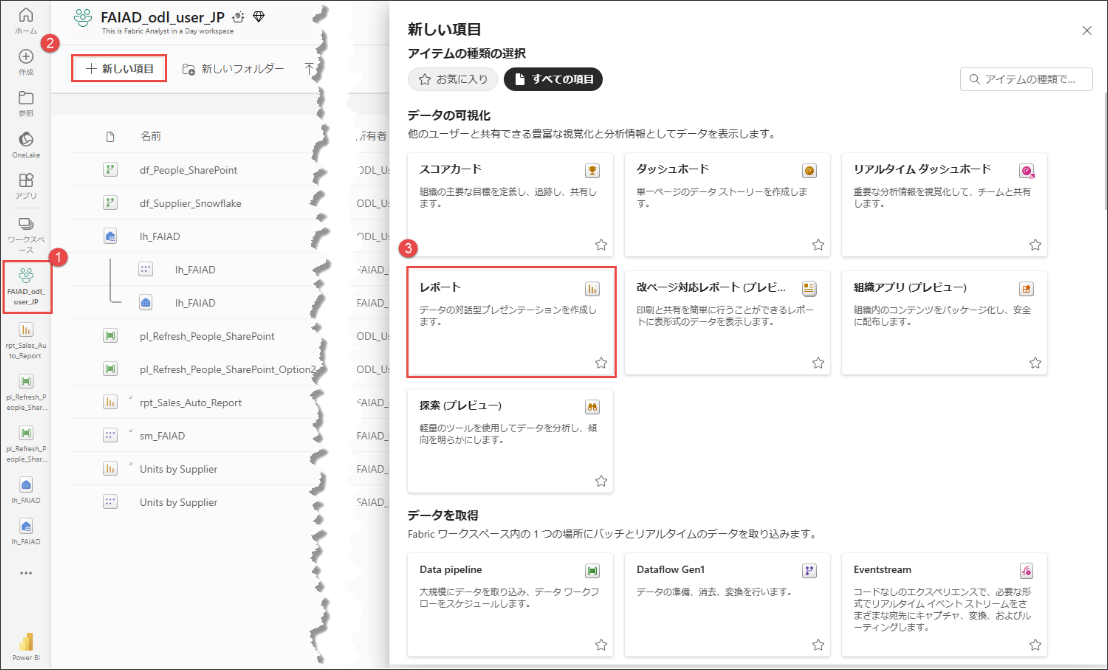 ホーム
作成
参照
OneLake
アプリ
ワークスペ
ース
1
FAIAD_odl_
user_JP
rpt_Sales_Au
to_Report
pl_Refresh_P
eople_Shar...
pl_Refresh_P
eople_Shar...
lh_FAIAD
lh_FAIAD
Power BI
FAIAD_odl_user_JP
This is Fabric Analyst in a Day workspace
2
新しい項目
新しいフォルダー
名前
所有者
df_People_SharePoint
ODL_Us
df_Supplier_Snowflake
ODL_Us
lh_FAIAD
ODL_Us
lh_FAIAD
FAIAD_
lh_FAIAD
FAIAD_
pl_Refresh_People_SharePoint
ODL_Us
pl_Refresh_People_SharePoint_Option2
ODL_Us
rpt_Sales_Auto_Report
FAIAD_
sm_FAIAD
FAIAD_
Units by Supplier
FAIAD_
Units by Supplier
FAIAD_
新しい項目
アイテムの種類の選択
お気に入り
すべての項目
アイテムの種類で...
データの可視化
他のユーザーと共有できる豊富な視覚化と分析情報としてデータを表示します。
スコアカード
組織の主要な目標を定義し、追跡し、共有し
ます。
ダッシュボード
単一ページのデータ ストーリーを作成しま
す。
リアルタイム ダッシュボード
重要な分析情報を視覚化して、チームと共有
します。
3
レポート
データの対話型プレゼンテーションを作成し
ます。
改ページ対応レポート (プレビ...
印刷と共有を簡単に行うことができるレポー
トに表形式のデータを表示します。
組織アプリ (プレビュー)
組織内のコンテンツをパッケージ化し、安全
に配布します。
探索 (プレビュー)
軽量のツールを使用してデータを分析し、傾
向を明らかにします。
データを取得
Fabric ワークスペース内の 1 つの場所にバッチとリアルタイムのデータを取り込みます。
Data pipeline
大規模にデータを取り込み、データ ワークフ
ローをスケジュールします。
Dataflow Gen1
データの準備、消去、変換を行います。
Eventstream
コードなしのエクスペリエンスで、必要な形
式でリアルタイム イベント ストリームをさ
まざまな宛先にキャプチャ、変換、およびル
ーティングします。